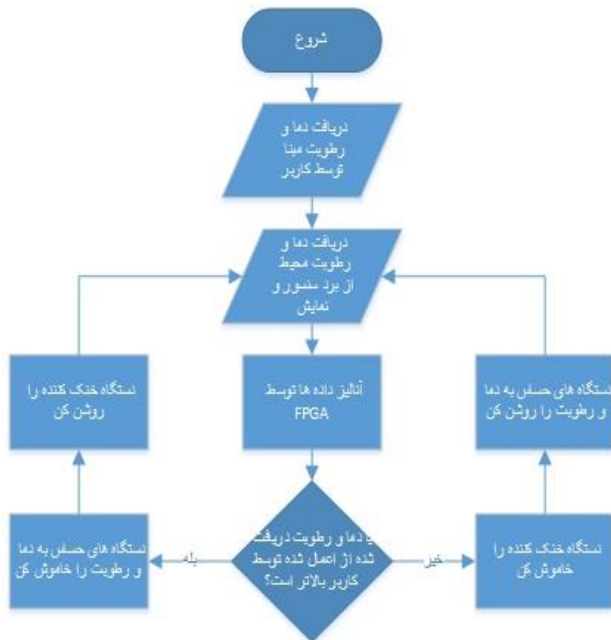 شروع
دریافت دما و
رطوبت مبنا
توسط کاربر
دریافت دما و
رطوبت محیط
از برد سنسور و
نمایش
آنالیز داده ها توسط
FPGA
یا دما و رطوبت دریافت
شده از اعمال شده توسط
کاربر بالاتر است؟
بله
دستگاه های حساس به دما
و رطوبت را خاموش کن
دستگاه خنک کننده را
روشن کن
خیر
دستگاه خنک کننده را
خاموش کن
دستگاه های حساس به دما
و رطوبت را روشن کن